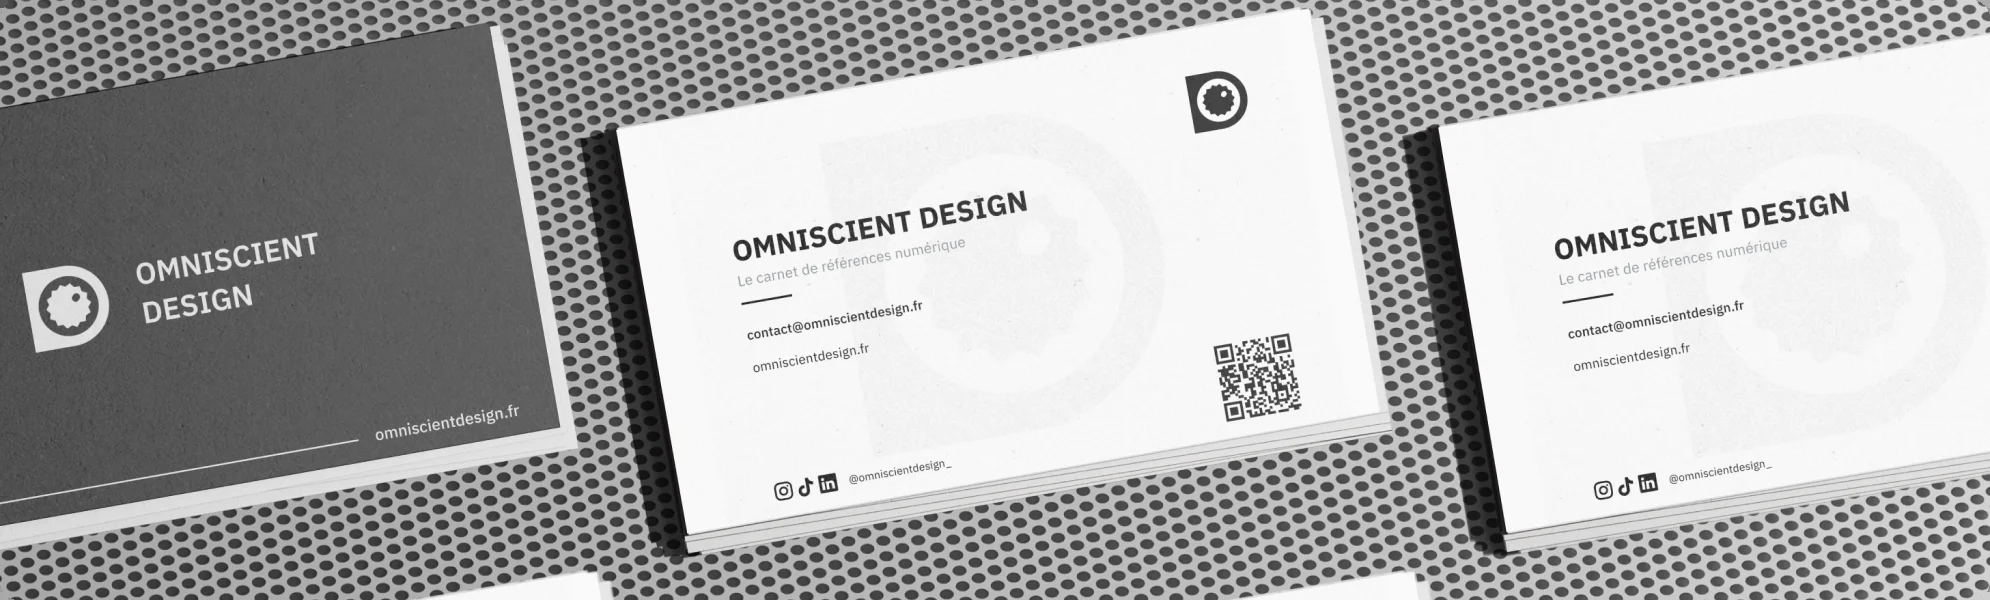 OMNISCIENT
DESIGN
omniscientdesign.fr
OMNISCIENT DESIGN
Le carnet de références numérique
contact@omniscientdesign.fr
omniscientdesign.fr
@omniscientdesign_
OMNISCIENT DESIGN
Le carnet de références numérique
contact@omniscientdesign.fr
omniscientdesign.fr
@omniscientdesign_